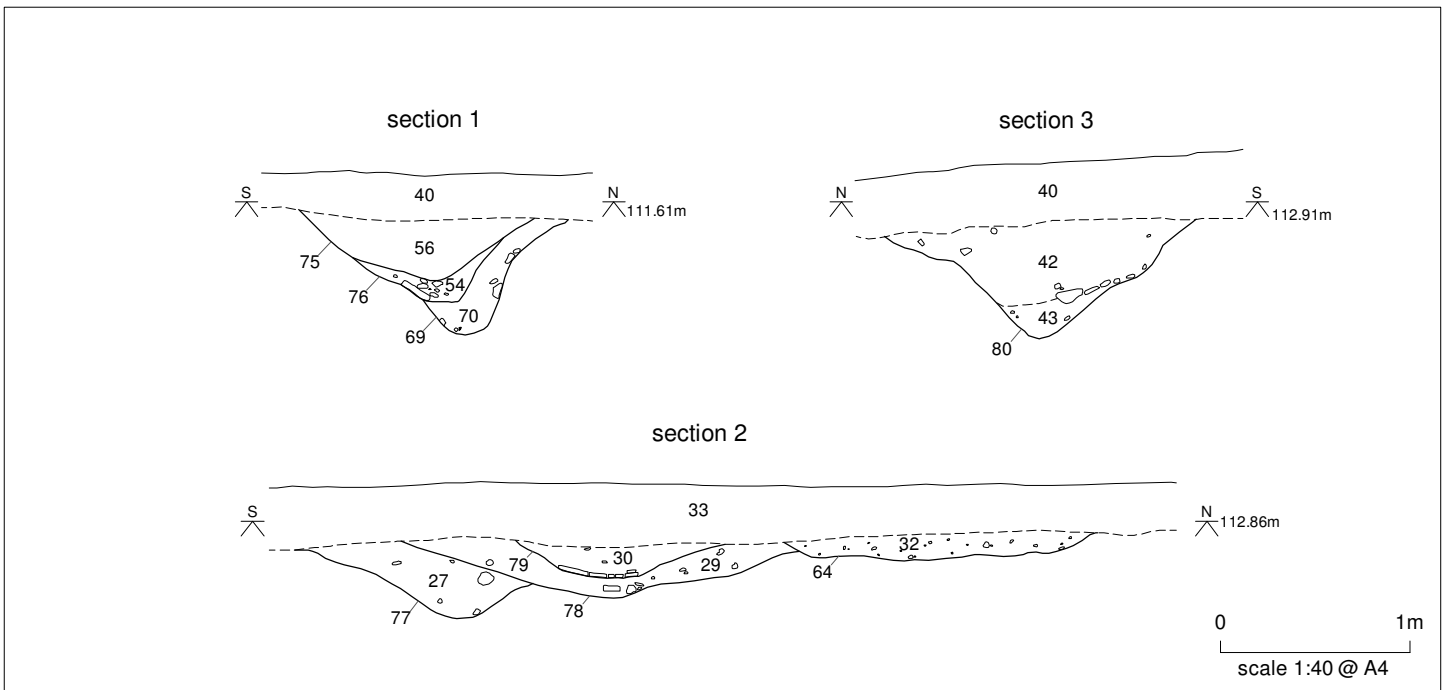 section 1
40
S
N
111.61m
56
75
54
76
70
69
section 3
40
N
S
112.91m
42
43
80
section 2
33
S
N
112.86m
32
30
79
29
27
64
78
77
0 1m
scale 1:40 @ A4